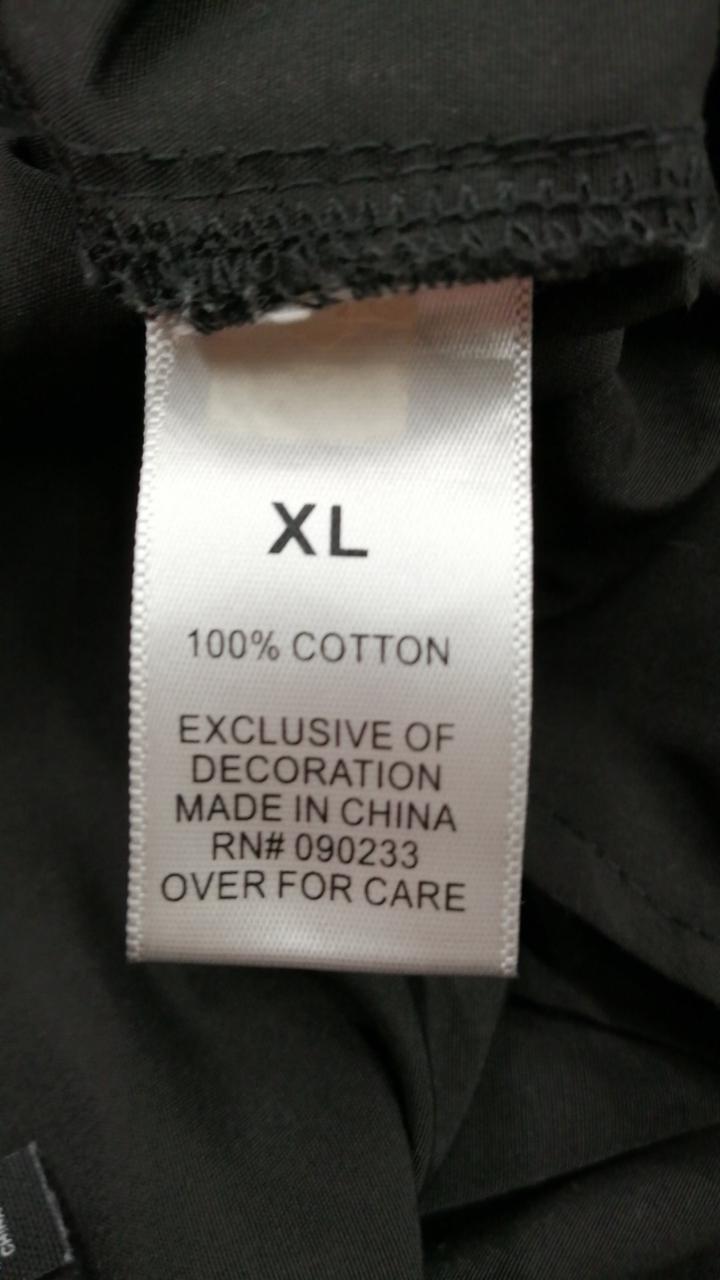 XL
100% COTTON
EXCLUSIVE OF
DECORATION
MADE IN CHINA
RN# 090233
OVER FOR CARE